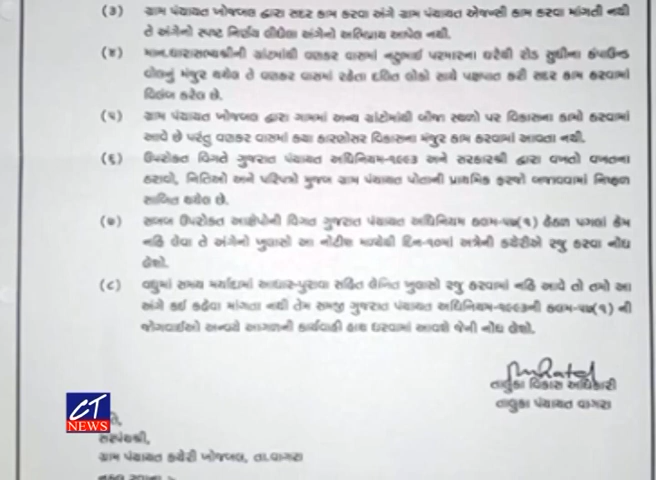 (૩) ગ્રામ પંચાયત ખોજબલ દ્વારા સદર કામ કરવા અંગે ગ્રામ પંચાયત એજન્સી કામ કરવા માંગતી નથી
તે અંગેનો સ્પષ્ટ નિર્ણય લીધેલ અંગેનો અભિપ્રાય આપેલ નથી.
(૪) માન.ધારાસભ્યશ્રીની ગ્રાંટમાંથી વણકર વાસમાં નટુભાઈ પરમારના ઘરેથી રોડ સુધીના કંપાઉન્ડ
વોલનું મંજુર થયેલ તે વણકર વાસમાં રહેતા દલિત લોકો સાથે પક્ષપાત કરી સદર કામ કરવામાં
વિલંબ કરેલ છે.
(૫) ગ્રામ પંચાયત ખોજબલ દ્વારા ગામમાં અન્ય ગ્રાંટોમાંથી બીજા સ્થળો પર વિકાસના કામો કરવામાં
આવે છે પરંતુ વણકર વાસમાં કયા કારણોસર વિકાસના મંજુર કામ કરવામાં આવતા નથી.
(૬) ઉપરોક્ત વિગતે ગુજરાત પંચાયત અધિનિયમ-૧૯૯૩ અને સરકારશ્રી દ્વારા વખતો વખતના
ઠરાવો, નિતિઓ અને પરિપત્રો મુજબ ગ્રામ પંચાયત પોતાની પ્રાથમિક ફરજો બજાવવામાં નિષ્ફળ
સાબિત થયેલ છે.
(૭) સબબ ઉપરોક્ત આક્ષેપોની વિગત ગુજરાત પંચાયત અધિનિયમ કલમ-૫૭(૧) હેઠળ પગલાં કેમ
નહિ લેવા તે અંગેનો ખુલાસો આ નોટીશ મળ્યેથી દિન-૧૦માં અત્રેની કચેરીએ રજુ કરવા નોંધ
લેશો.
(૮) વધુમાં સમય મર્યાદામાં આધાર-પુરાવા સહિત લેખિત ખુલાસો રજુ કરવામાં નહિ આવે તો તમો આ
અંગે કઈ કહેવા માંગતા નથી તેમ સમજી ગુજરાત પંચાયત અધિનિયમ-૧૯૯૩ની કલમ-૫૭(૧) ની
જોગવાઈઓ અન્વયે આગળની કાર્યવાહી હાથ ધરવામાં આવશે જેની નોંધ લેશો.
તાલુકા વિકાસ અધિકારી
તાલુકા પંચાયત વાગરા
CT
NEWS
સરપંચશ્રી,
ગ્રામ પંચાયત કચેરી ખોજબલ, તા.વાગરા
નકલ રવાના :-